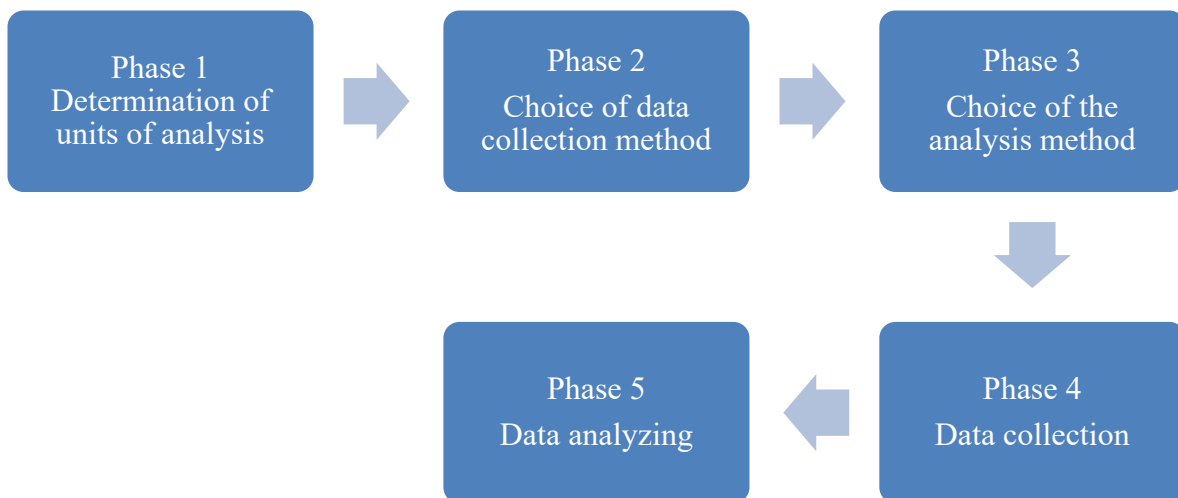 Phase 1
Determination of
units of analysis
Phase 2
Choice of data
collection method
Phase 3
Choice of the
analysis method
Phase 4
Data collection
Phase 5
Data analyzing